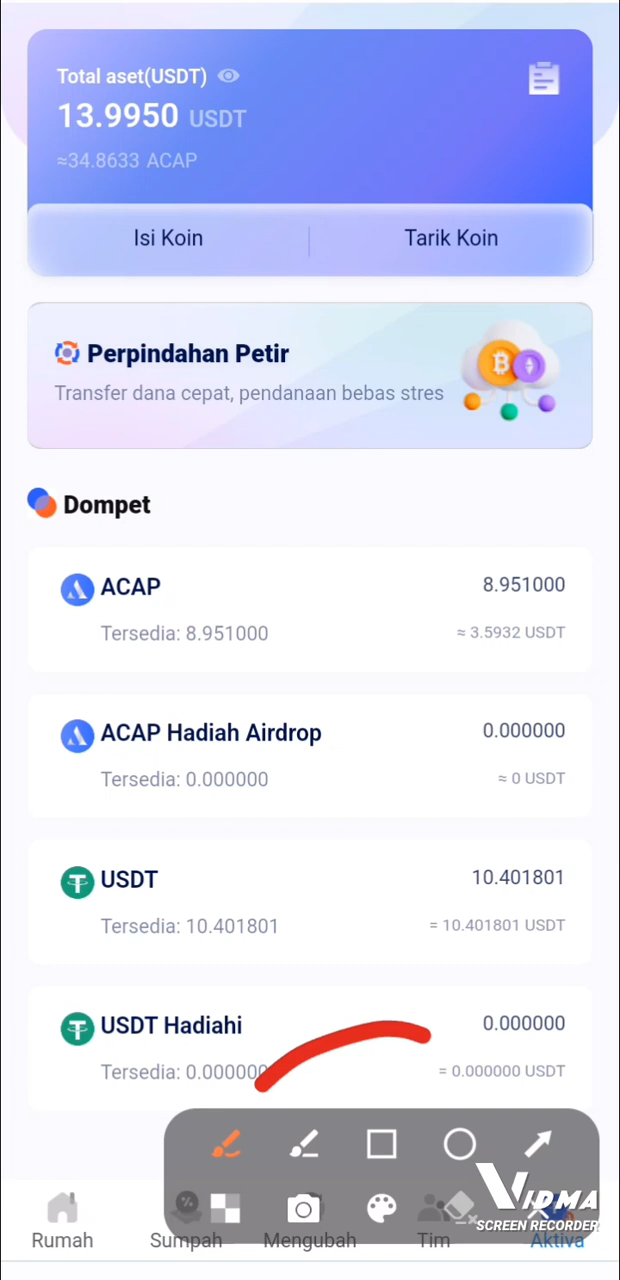 Total aset(USDT)
13.9950 USDT
≈34.8633 ACAP
Isi Koin
Tarik Koin
Perpindahan Petir
Transfer dana cepat, pendanaan bebas stres
Dompet
ACAP 8.951000
Tersedia: 8.951000 ≈ 3.5932 USDT
ACAP Hadiah Airdrop 0.000000
Tersedia: 0.000000 ≈ 0 USDT
USDT 10.401801
Tersedia: 10.401801 = 10.401801 USDT
USDT Hadiahi 0.000000
Tersedia: 0.000000 = 0.000000 USDT
VIDMA
SCREEN RECORDER
Rumah Sumpah Mengubah Tim Aktiva